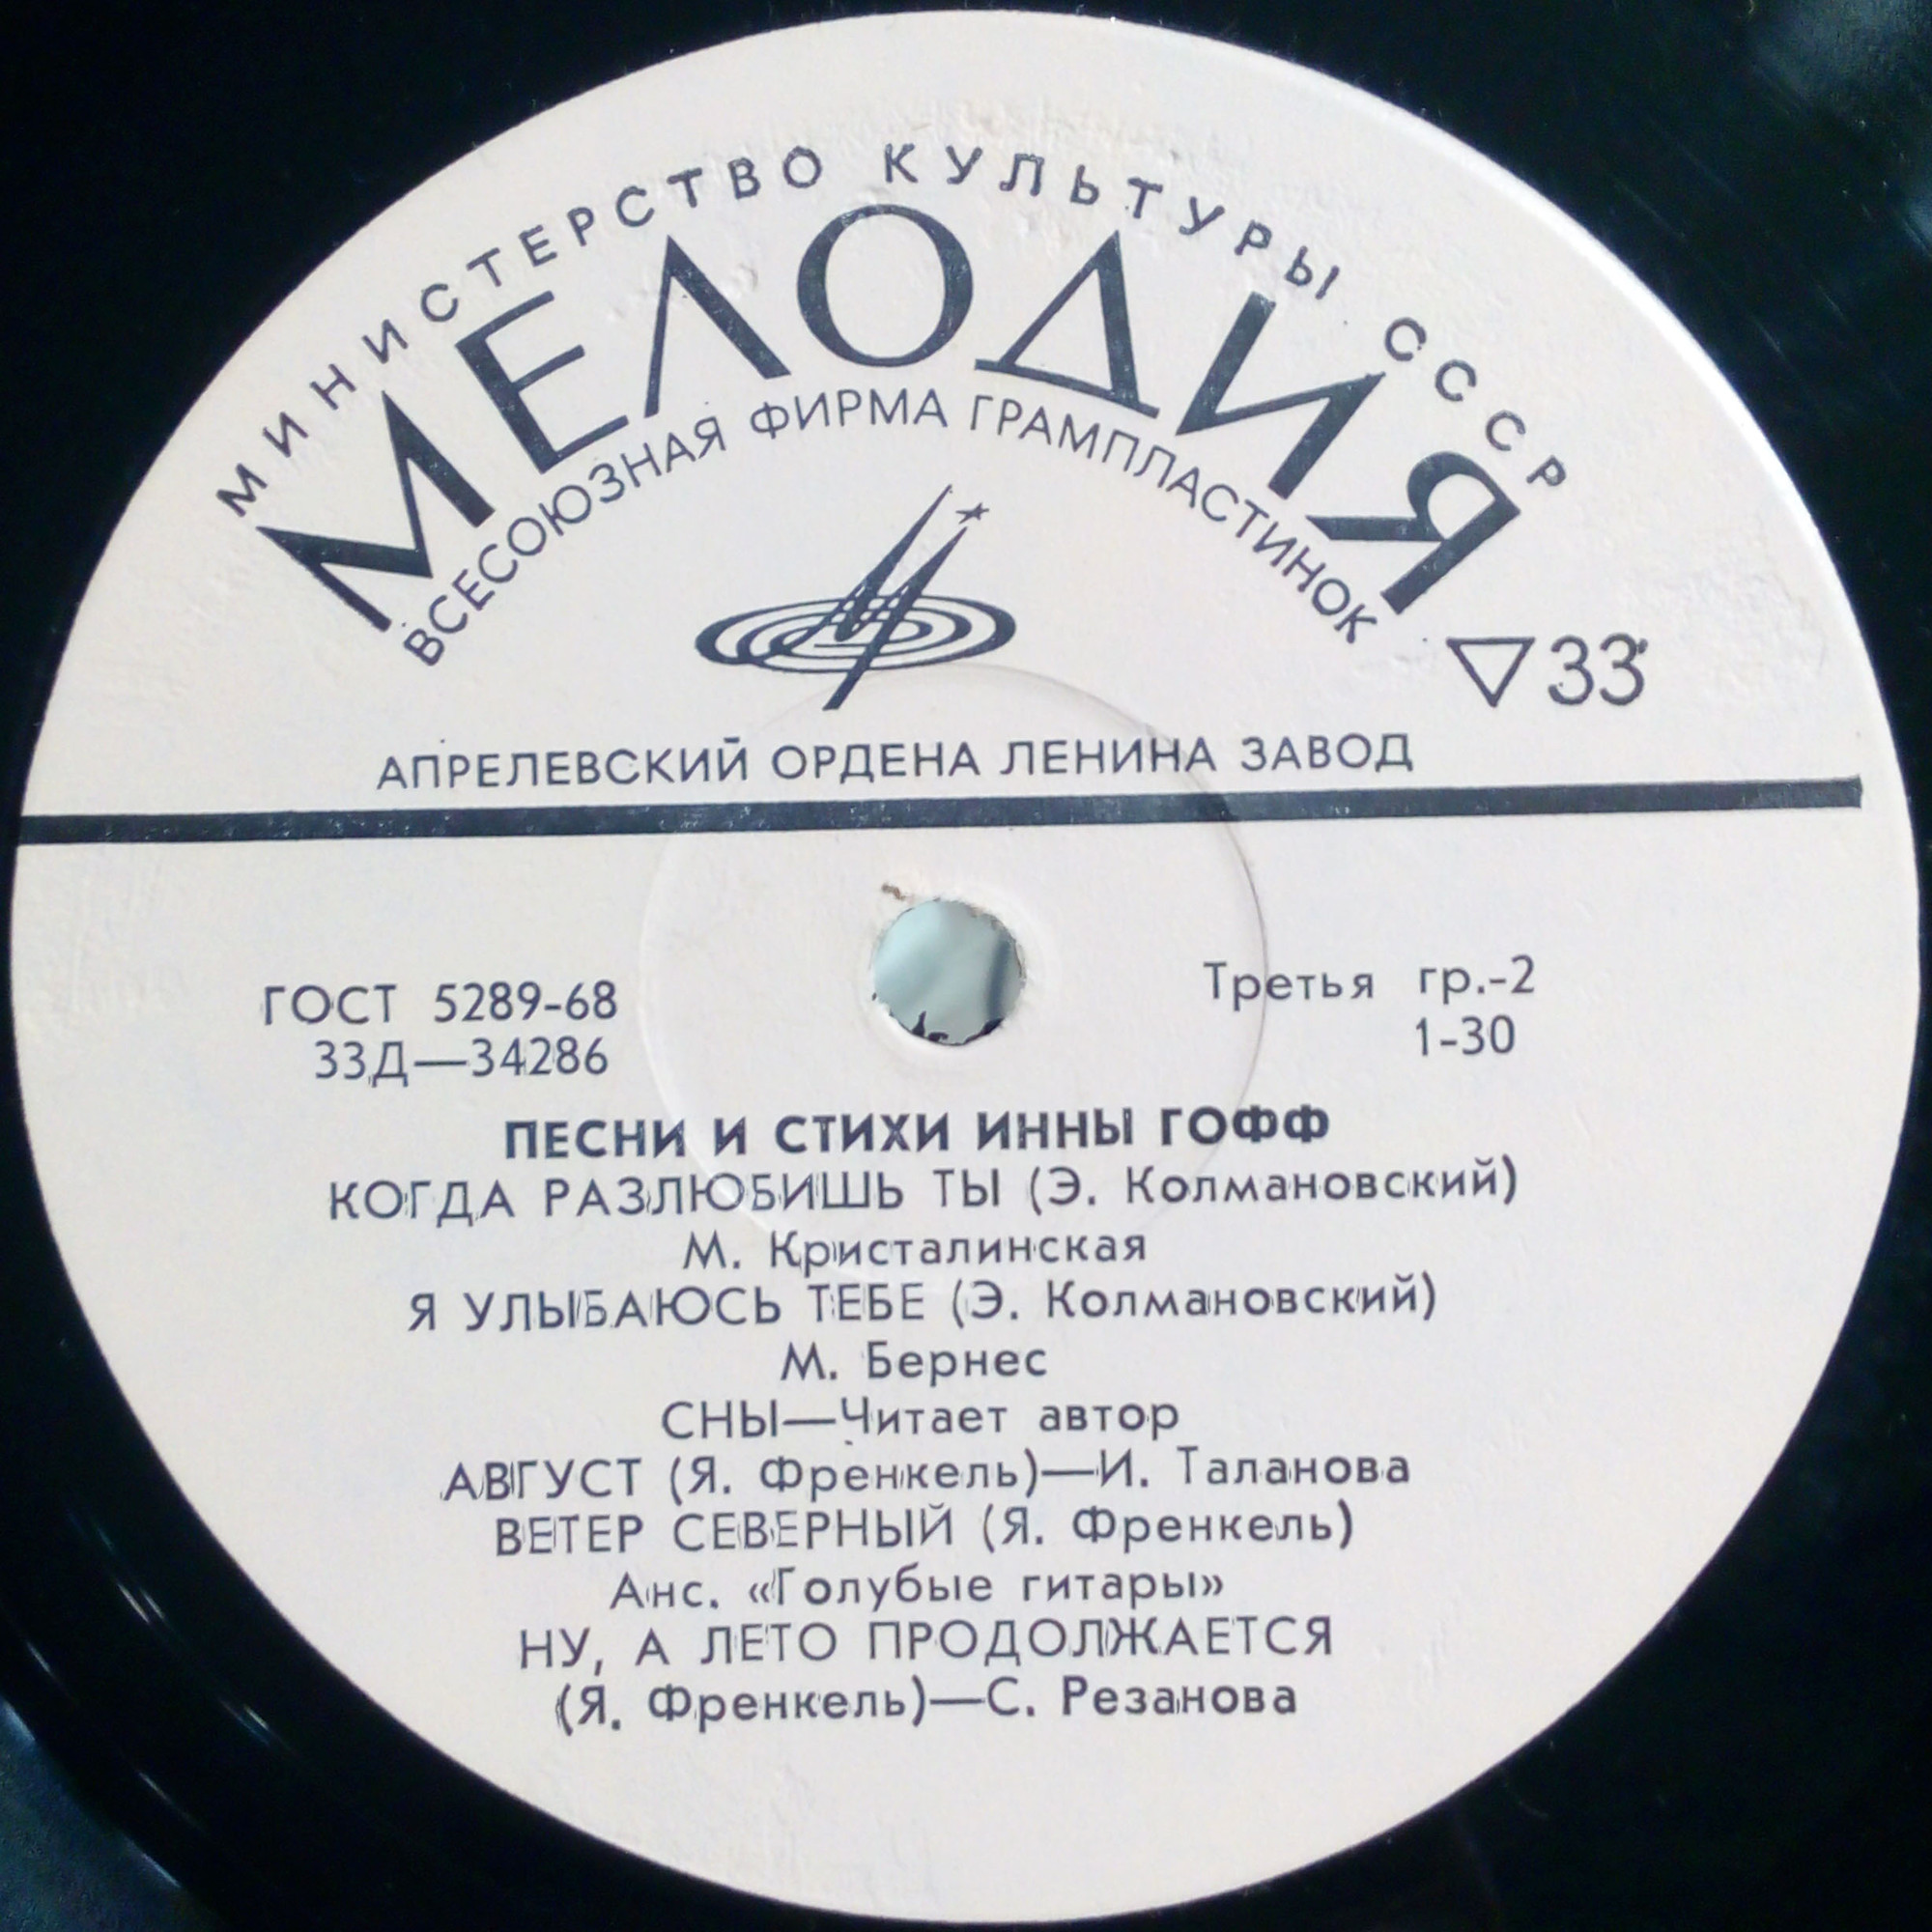 МИНИСТЕРСТВО КУЛЬТУРЫ СССР
МЕЛОДИЯ
ВСЕСОЮЗНАЯ ФИРМА ГРАМПЛАСТИНОК
▽33
АПРЕЛЕВСКИЙ ОРДЕНА ЛЕНИНА ЗАВОД
ГОСТ 5289-68
33Д—34286
Третья гр.-2
1-30
ПЕСНИ И СТИХИ ИННЫ ГОФФ
КОГДА РАЗЛЮБИШЬ ТЫ (Э. Колмановский)
М. Кристалинская
Я УЛЫБАЮСЬ ТЕБЕ (Э. Колмановский)
М. Бернес
СНЫ—Читает автор
АВГУСТ (Я. Френкель)—И. Таланова
ВЕТЕР СЕВЕРНЫЙ (Я. Френкель)
Анс. «Голубые гитары»
НУ, А ЛЕТО ПРОДОЛЖАЕТСЯ
(Я. Френкель)—С. Резанова